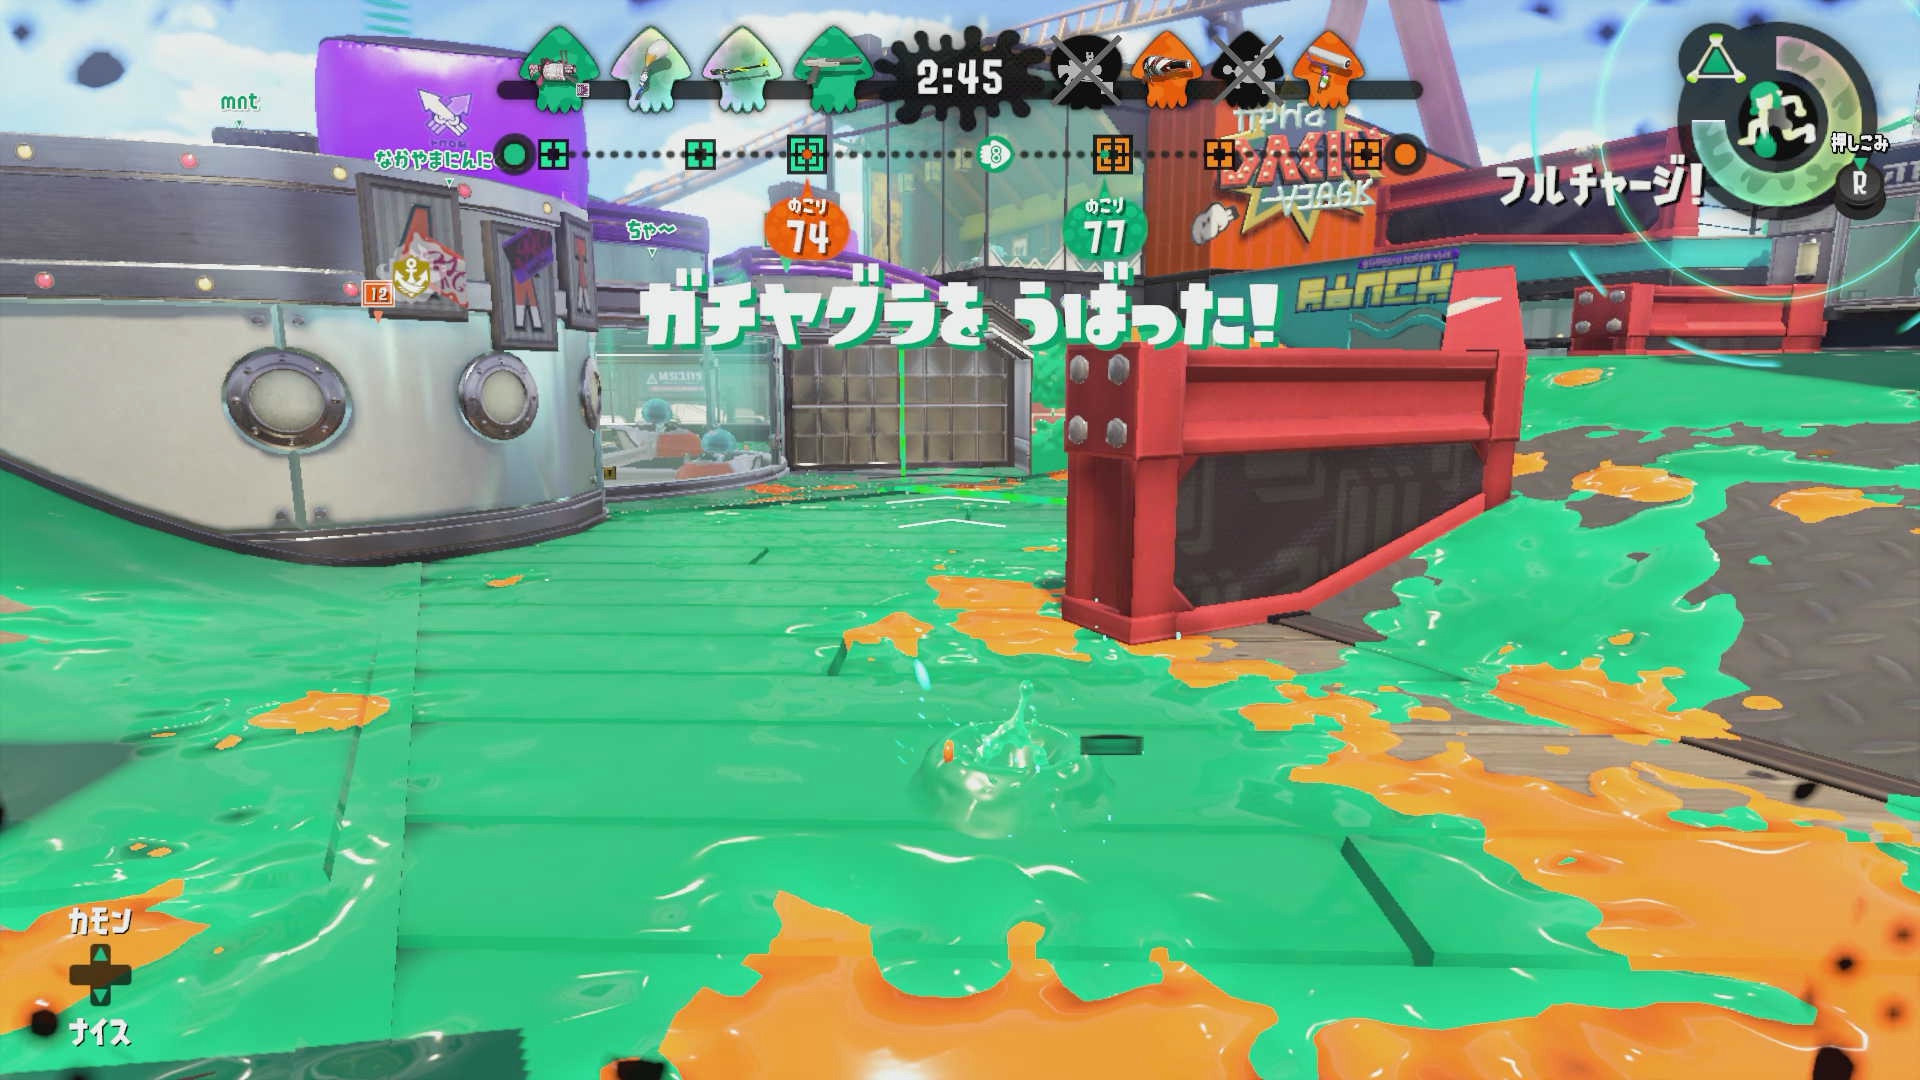 2:45
mnt
なかやまにんに
8
ちゃ〜
のこり
74
のこり
77
フルチャージ!
押しこみ
R
12
ガチヤグラを うばった!
カモン
ナイス